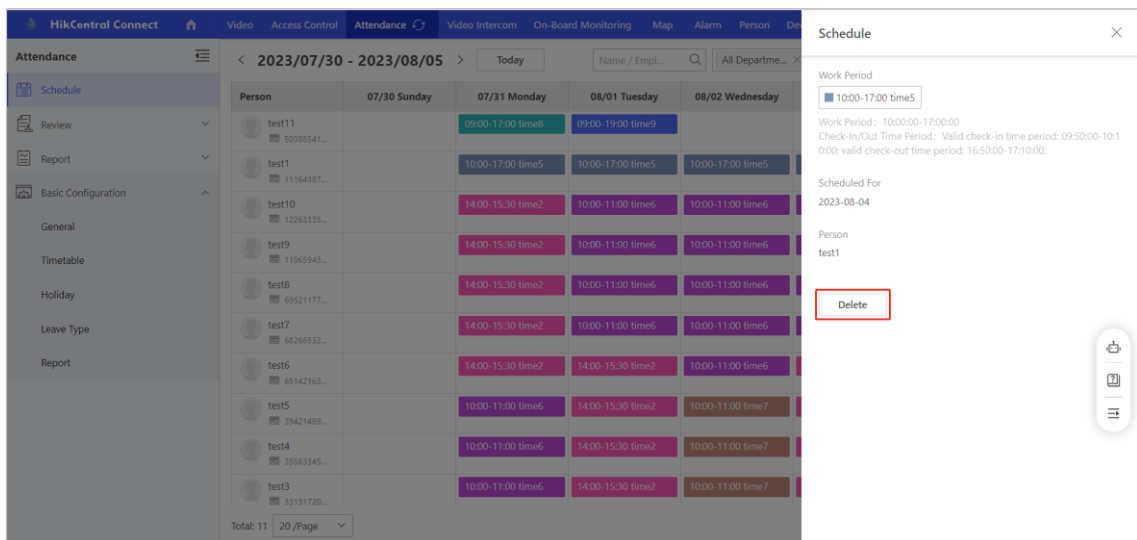 HikCentral Connect
Video Access Control Attendance Video Intercom On-Board Monitoring Map Alarm Person
Attendance
Schedule
Review
Report
Basic Configuration
General
Timetable
Holiday
Leave Type
Report
< 2023/07/30 - 2023/08/05 > Today Name / Empl... All Departme...
Person 07/30 Sunday 07/31 Monday 08/01 Tuesday 08/02 Wednesday
test11 09:00-17:00 time8 09:00-19:00 time9
50388541...
test1 10:00-17:00 time5 10:00-17:00 time5 10:00-17:00 time5
11164387...
test10 14:00-15:30 time2 10:00-11:00 time6 10:00-11:00 time6
12263335...
test9 14:00-15:30 time2 10:00-11:00 time6 10:00-11:00 time6
11065943...
test8 14:00-15:30 time2 10:00-11:00 time6 10:00-11:00 time6
69521177...
test7 14:00-15:30 time2 10:00-11:00 time6 10:00-11:00 time6
68266532...
test6 14:00-15:30 time2 14:00-15:30 time2 10:00-11:00 time6
65142163...
test5 10:00-11:00 time6 14:00-15:30 time2 10:00-11:00 time7
39421489...
test4 10:00-11:00 time6 14:00-15:30 time2 10:00-11:00 time7
35563345...
test3 10:00-11:00 time6 14:00-15:30 time2 10:00-11:00 time7
33131720...
Total: 11 20 /Page
Schedule
Work Period
10:00-17:00 time5
Work Period: 10:00:00-17:00:00
Check-In/Out Time Period: Valid check-in time period: 09:50:00-10:1
0:00; valid check-out time period: 16:50:00-17:10:00.
Scheduled For
2023-08-04
Person
test1
Delete